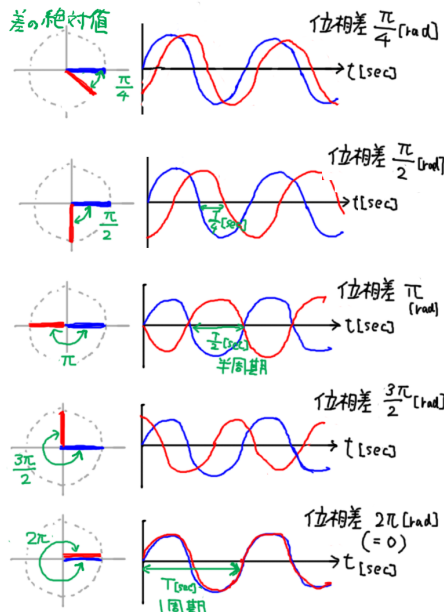 差の絶対値
位相差 π/4 [rad]
π/4
t[sec]
位相差 π/2 [rad]
π/2
T/4 [sec]
t[sec]
位相差 π [rad]
π
T/2 [sec]
半周期
t[sec]
位相差 3π/2 [rad]
3π/2
t[sec]
位相差 2π[rad]
(=0)
2π
T[sec]
1周期
t[sec]